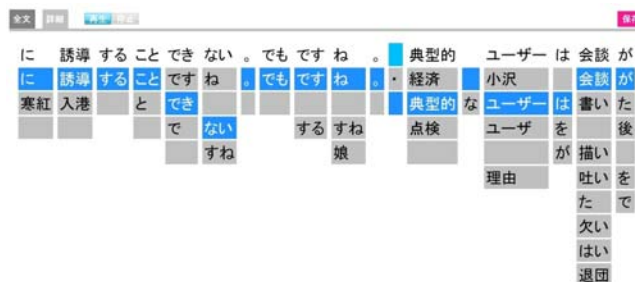 全文 詳細 再生 停止 保
に 誘導 する こと でき ない 。 でも です ね 。 典型的 ユーザー は 会談 が
に 誘導 する こと です ね 。 でも です ね 。 ・ 経済 小沢 会談 が
寒紅 入港 と でき 典型的 な ユーザー は 書い た
で ない する すね 点検 ユーザ を 後
すね 娘 が 描い
理由 吐い を
た で
欠い
はい
退団